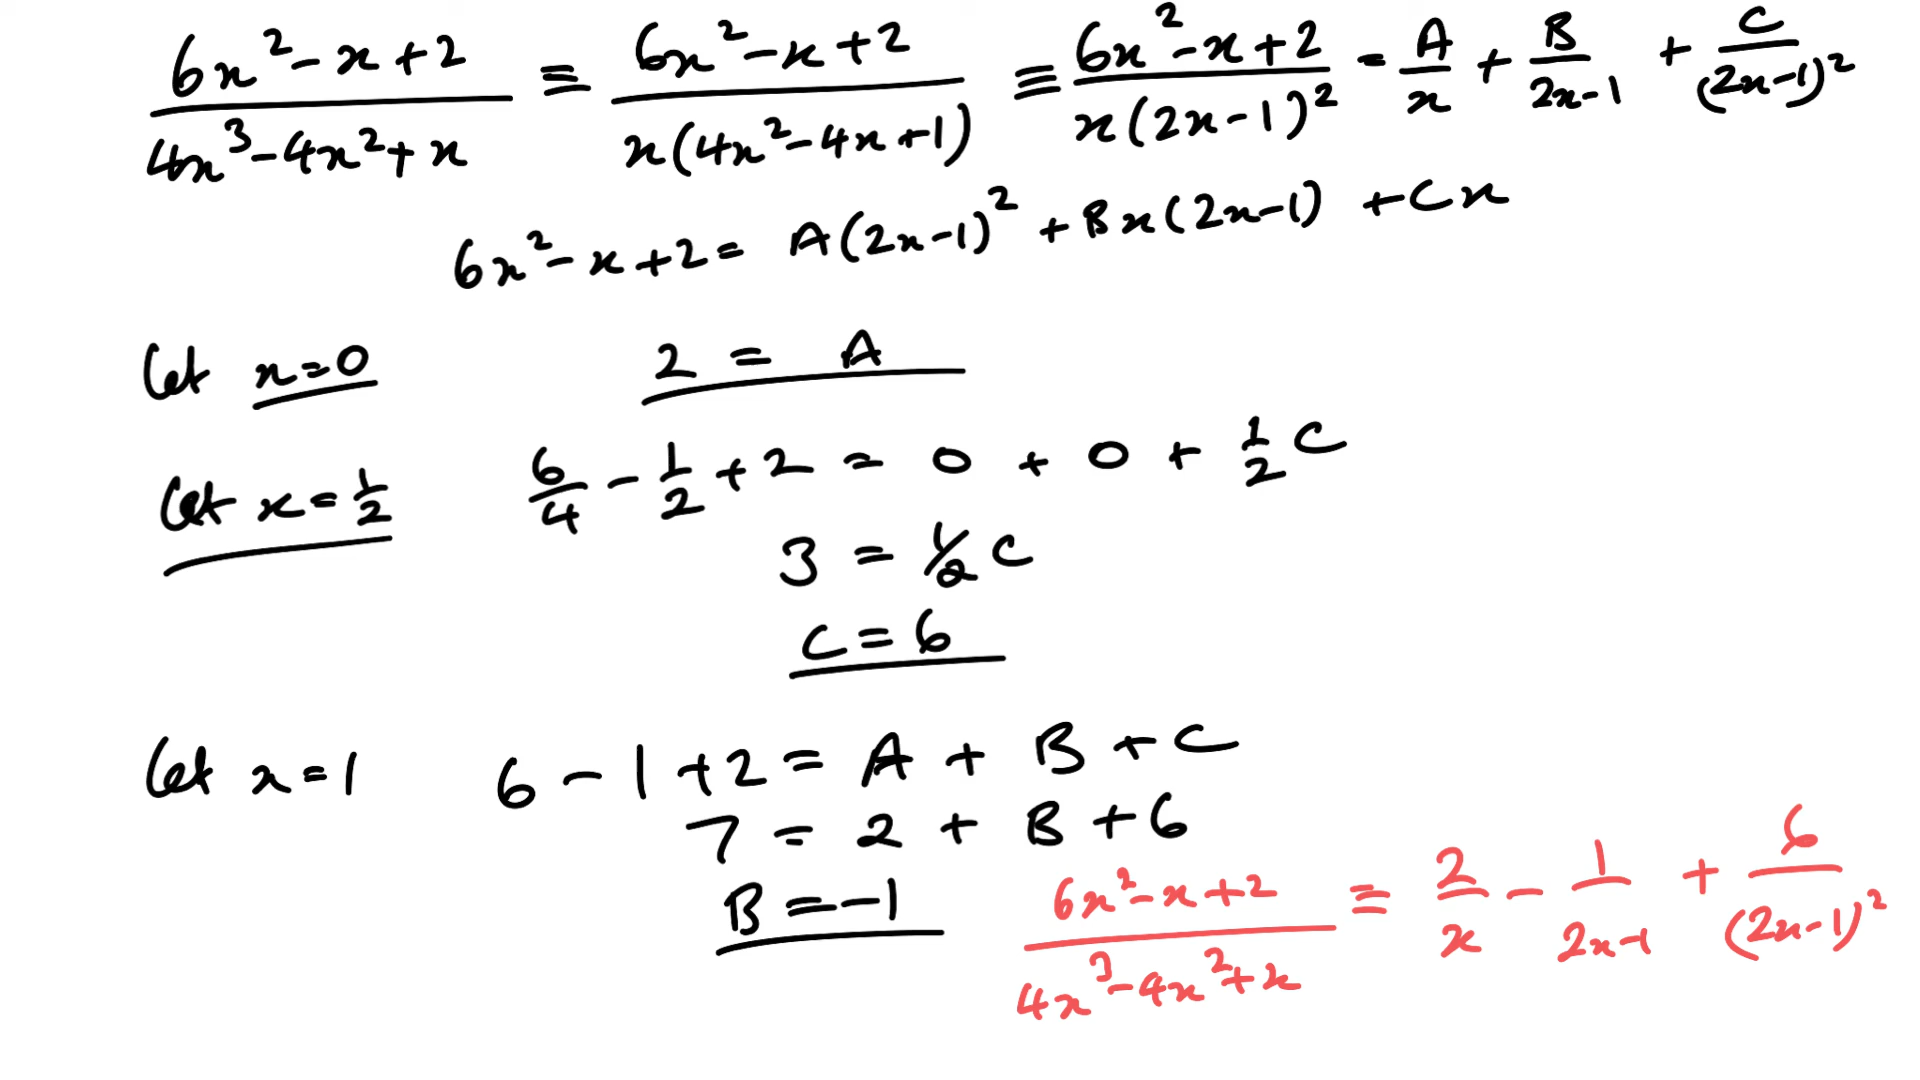 (6x²-x+2)/(4x³-4x²+x) ≡ (6x²-x+2)/(x(4x²-4x+1)) ≡ (6x²-x+2)/(x(2x-1)²) = A/x + B/(2x-1) + C/(2x-1)²
6x²-x+2 = A(2x-1)² + Bx(2x-1) + Cx
Let x=0 2 = A
Let x=1/2 6/4 - 1/2 + 2 = 0 + 0 + 1/2 C
3 = 1/2 C
C = 6
Let x=1 6 - 1 + 2 = A + B + C
7 = 2 + B + 6
B = -1
(6x²-x+2)/(4x³-4x²+x) ≡ 2/x - 1/(2x-1) + 6/(2x-1)²